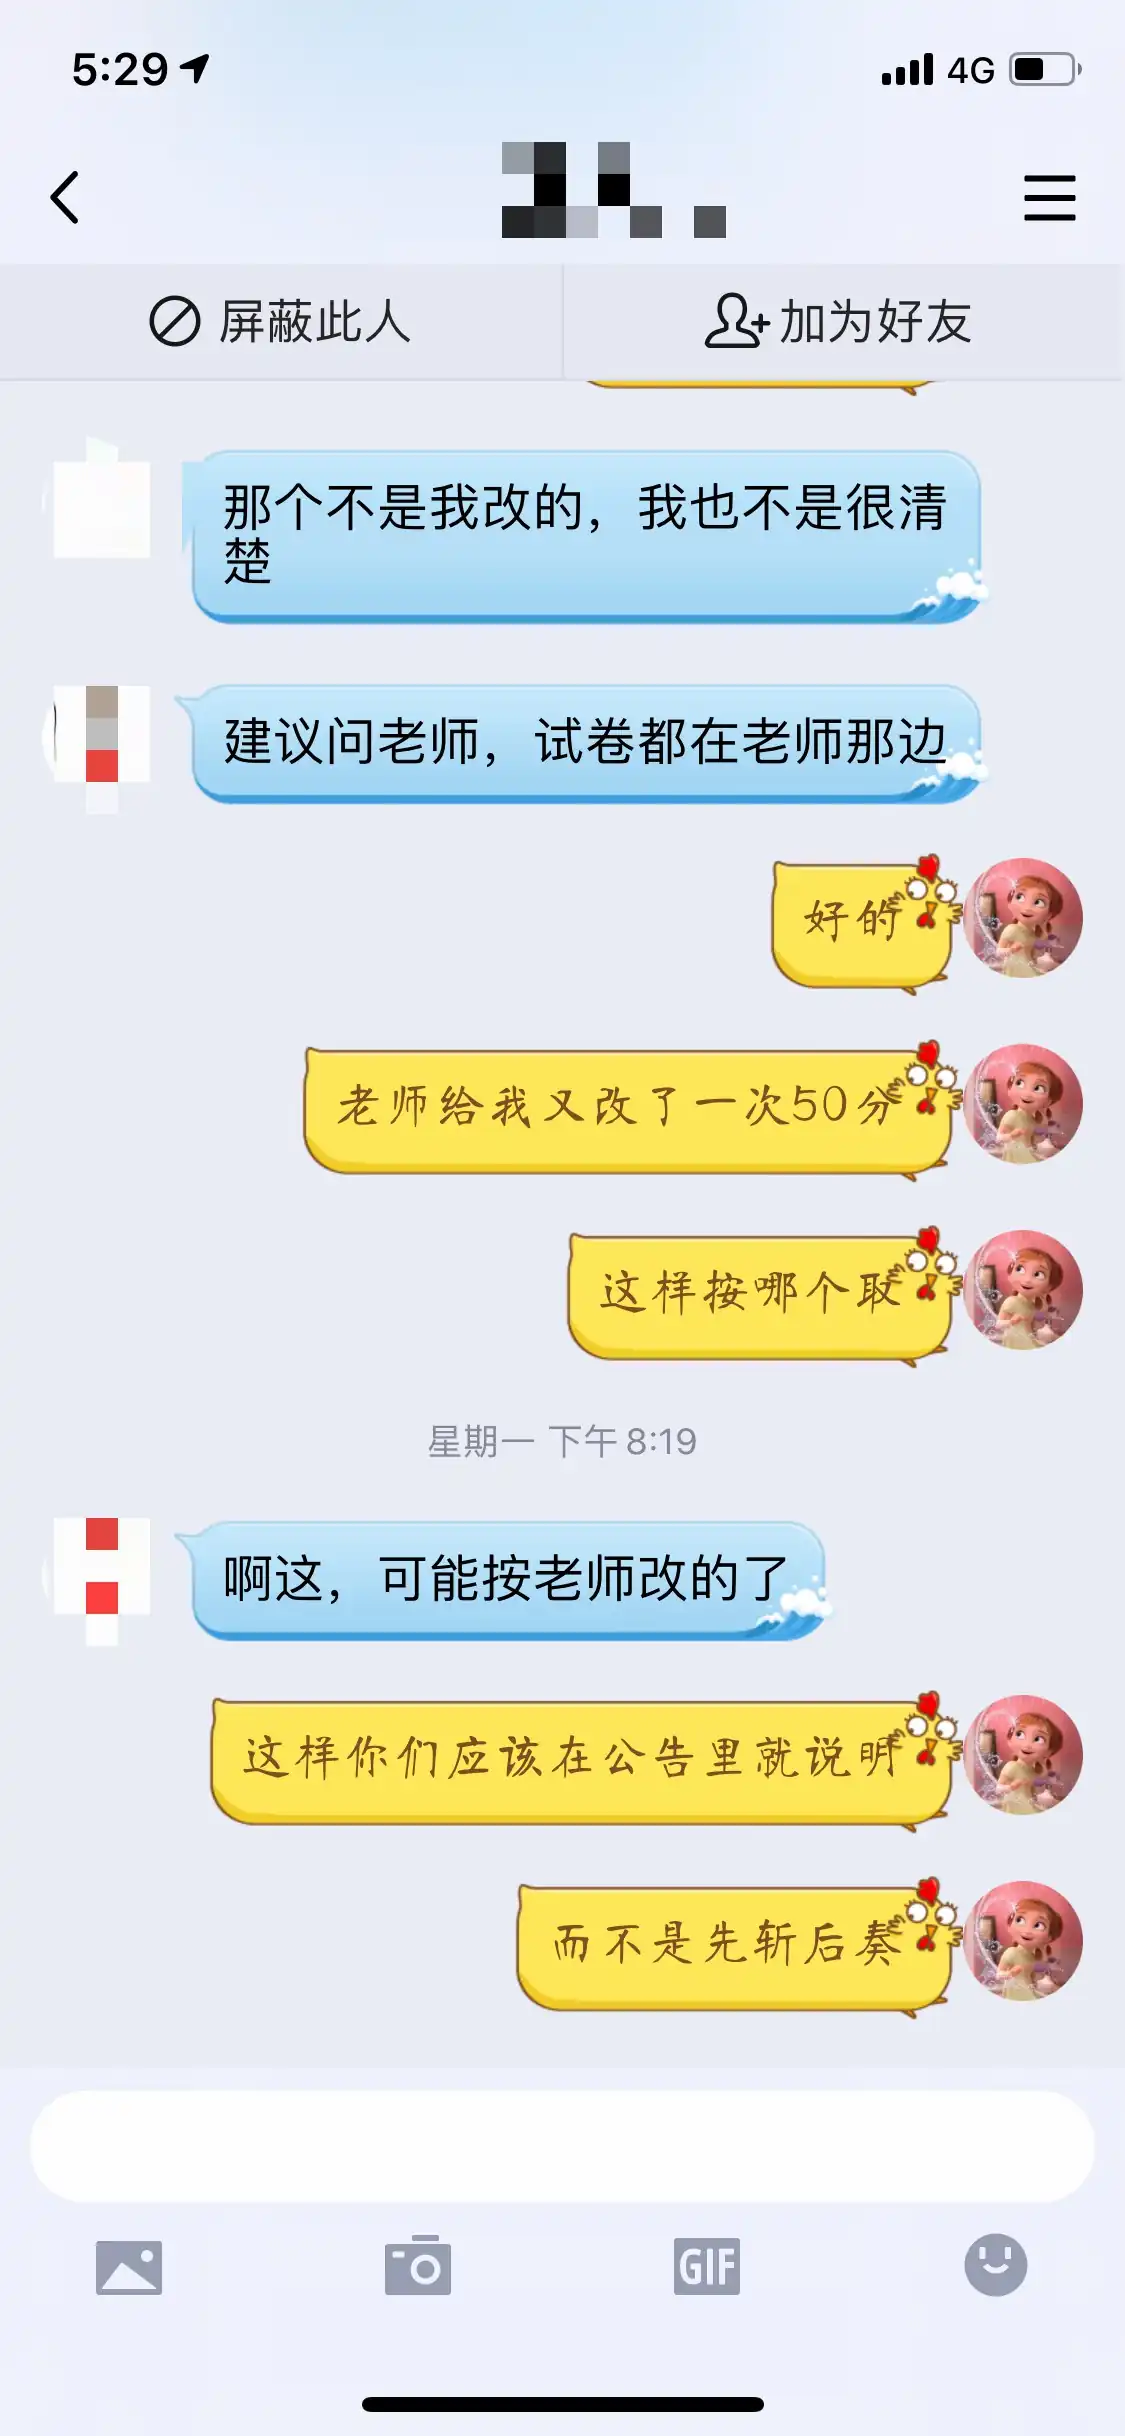 5:29
4G
屏蔽此人
加为好友
那个不是我改的，我也不是很清
楚
建议问老师，试卷都在老师那边
好的
老师给我又改了一次50分
这样按哪个取
星期一 下午 8:19
啊这，可能按老师改的了
这样你们应该在公告里就说明
而不是先斩后奏
GIF